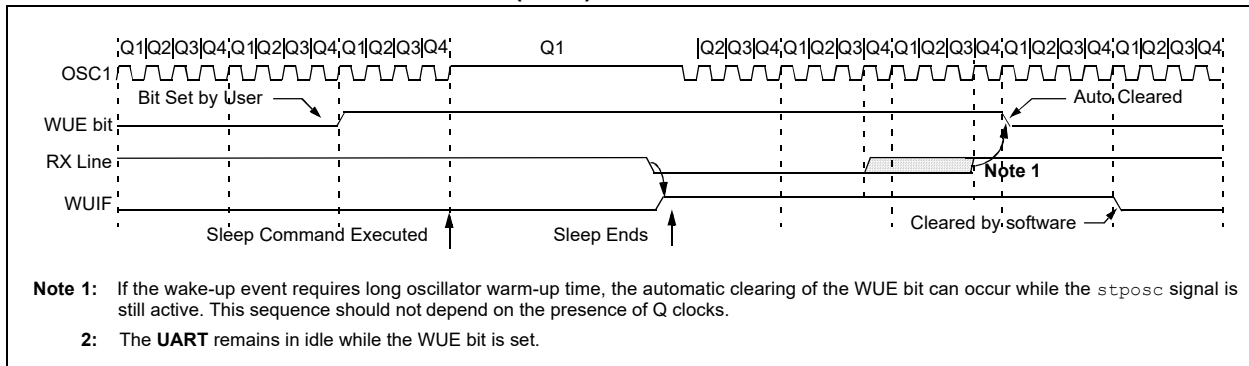 Q1|Q2|Q3|Q4|Q1|Q2|Q3|Q4|Q1|Q2|Q3|Q4 Q1 Q2|Q3|Q4|Q1|Q2|Q3|Q4|Q1|Q2|Q3|Q4|Q1|Q2|Q3|Q4|Q1|Q2|Q3|Q4
OSC1
Bit Set by User
Auto Cleared
WUE bit
RX Line
Note 1
WUIF
Cleared by software
Sleep Command Executed
Sleep Ends
Note 1: If the wake-up event requires long oscillator warm-up time, the automatic clearing of the WUE bit can occur while the stposc signal is
still active. This sequence should not depend on the presence of Q clocks.
2: The UART remains in idle while the WUE bit is set.